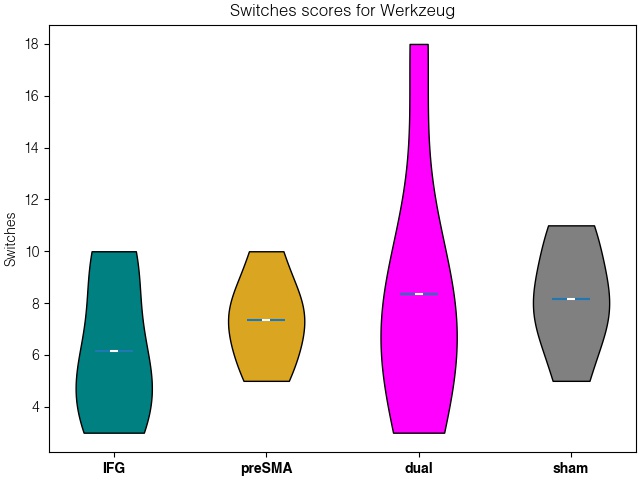 Switches scores for Werkzeug
18
16
14
12
10
8
6
4
Switches
IFG
preSMA
dual
sham